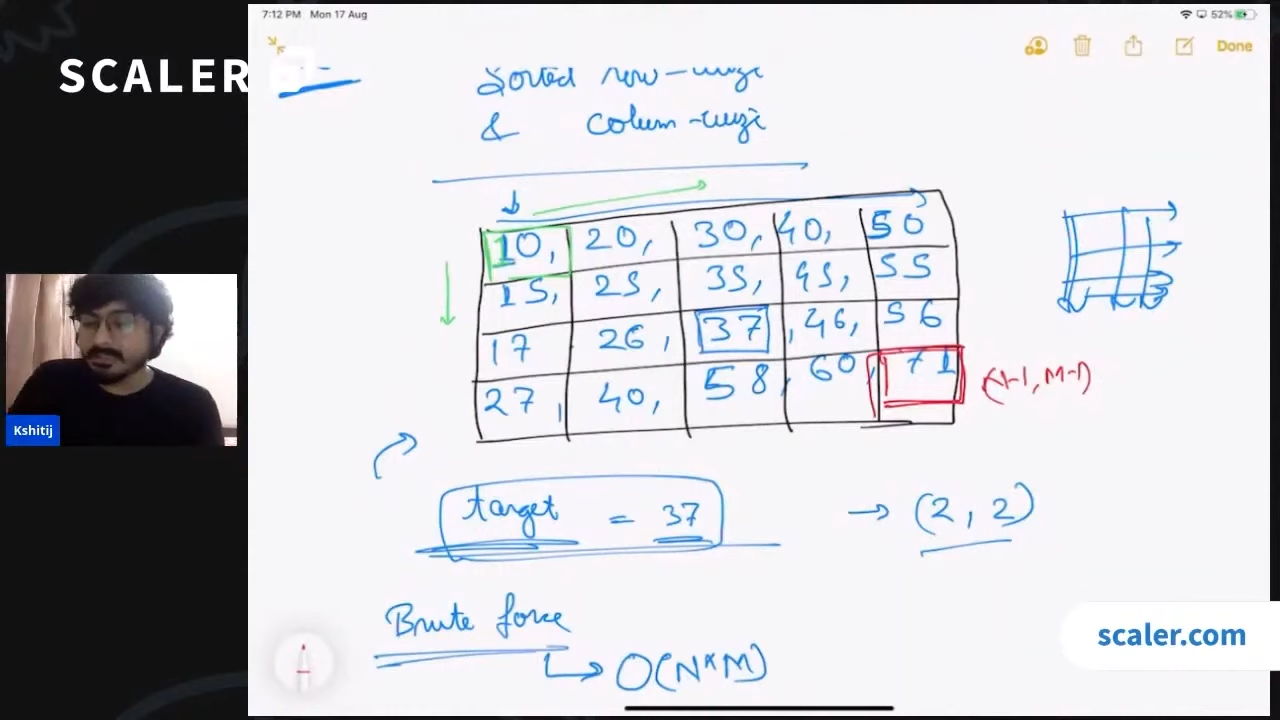 7:12 PM Mon 17 Aug
52%
Done
SCALER
Sorted row-wise
& colum-wise
10, 20, 30, 40, 50
15, 25, 35, 45, 55
17 26, 37, 46, 56
27, 40, 58, 60, 71
(N-1, M-1)
target = 37 → (2, 2)
Kshitij
Brute force
O(N*M)
scaler.com